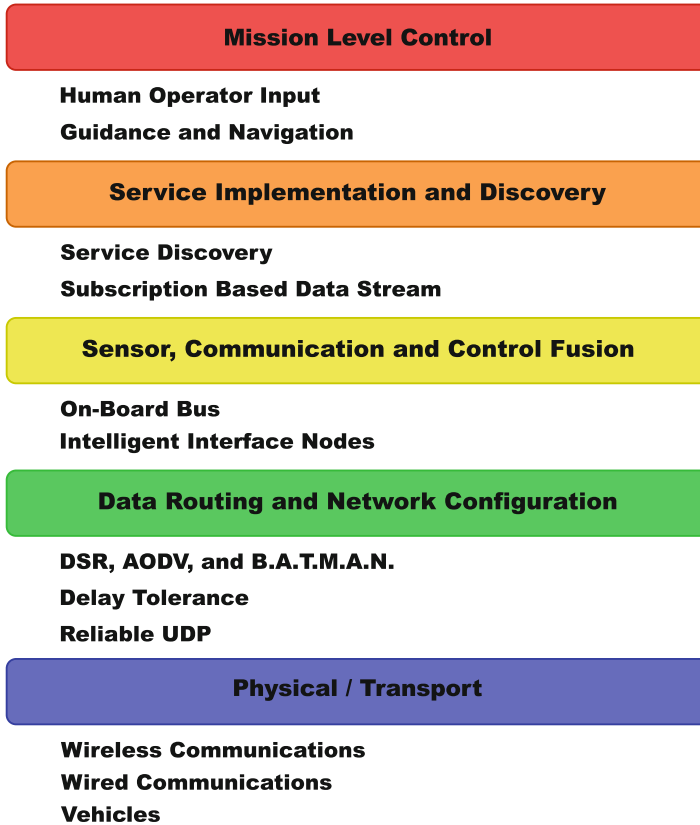 Mission Level Control
Human Operator Input
Guidance and Navigation
Service Implementation and Discovery
Service Discovery
Subscription Based Data Stream
Sensor, Communication and Control Fusion
On-Board Bus
Intelligent Interface Nodes
Data Routing and Network Configuration
DSR, AODV, and B.A.T.M.A.N.
Delay Tolerance
Reliable UDP
Physical / Transport
Wireless Communications
Wired Communications
Vehicles